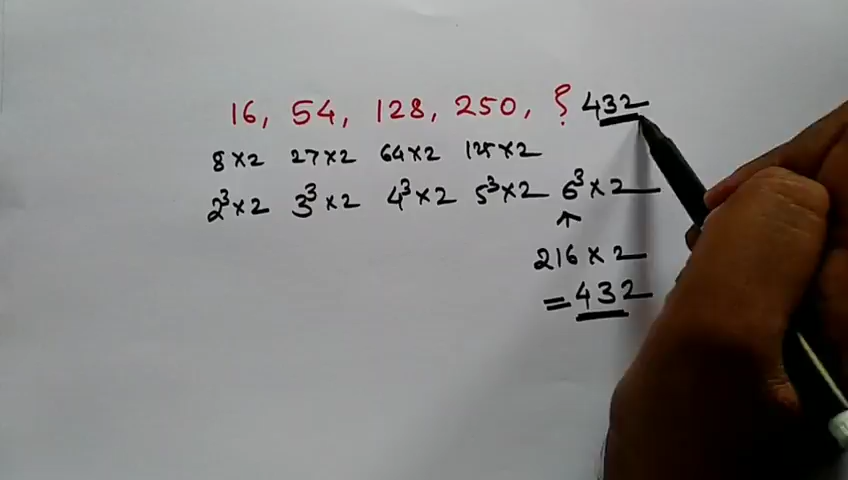 16, 54, 128, 250, ? 432
8×2 27×2 64×2 125×2
2³×2 3³×2 4³×2 5³×2 6³×2
↑
216×2
=432